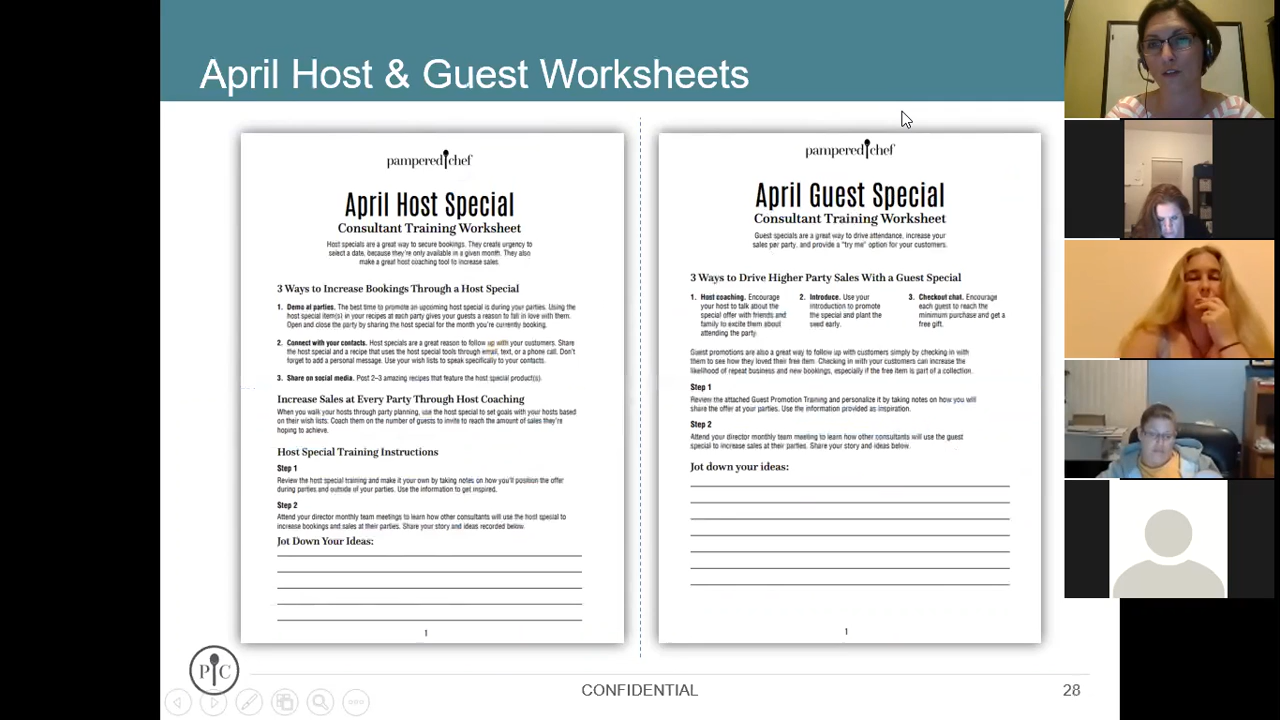 April Host & Guest Worksheets
pampered chef
April Host Special
Consultant Training Worksheet
Host specials are a great way to secure bookings. They create urgency to
select a date, because they're only available in a given month. They also
make a great host coaching tool to increase sales.
3 Ways to Increase Bookings Through a Host Special
1. Demo at parties. The best time to promote an upcoming host special is during your parties. Using the
host special item(s) in your recipes at each party gives your guests a reason to fall in love with them.
Open and close the party by sharing the host special for the month you're currently booking.
2. Connect with your contacts. Host specials are a great reason to follow up with your customers. Share
the host special and a recipe that uses the host special tools through email, text, or a phone call. Don't
forget to add a personal message. Use your wish lists to speak specifically to your contacts.
3. Share on social media. Post 2–3 amazing recipes that feature the host special product(s).
Increase Sales at Every Party Through Host Coaching
When you walk your hosts through party planning, use the host special to set goals with your hosts based
on their wish lists. Coach them on the number of guests to invite to reach the amount of sales they're
hoping to achieve.
Host Special Training Instructions
Step 1
Review the host special training and make it your own by taking notes on how you'll position the offer
during parties and outside of your parties. Use the information to get inspired.
Step 2
Attend your director monthly team meetings to learn how other consultants will use the host special to
increase bookings and sales at their parties. Share your story and ideas recorded below.
Jot Down Your Ideas:
1
pampered chef
April Guest Special
Consultant Training Worksheet
Guest specials are a great way to drive attendance, increase your
sales per party, and provide a "try me" option for your customers.
3 Ways to Drive Higher Party Sales With a Guest Special
1. Host coaching. Encourage
your host to talk about the
special offer with friends and
family to excite them about
attending the party.
2. Introduce. Use your
introduction to promote
the special and plant the
seed early.
3. Checkout chat. Encourage
each guest to reach the
minimum purchase and get a
free gift.
Guest promotions are also a great way to follow up with customers simply by checking in with
them to see how they loved their free item. Checking in with your customers can increase the
likelihood of repeat business and new bookings, especially if the free item is part of a collection.
Step 1
Review the attached Guest Promotion Training and personalize it by taking notes on how you will
share the offer at your parties. Use the information provided as inspiration.
Step 2
Attend your director monthly team meeting to learn how other consultants will use the guest
special to increase sales at their parties. Share your story and ideas below.
Jot down your ideas:
1
PC
CONFIDENTIAL
28